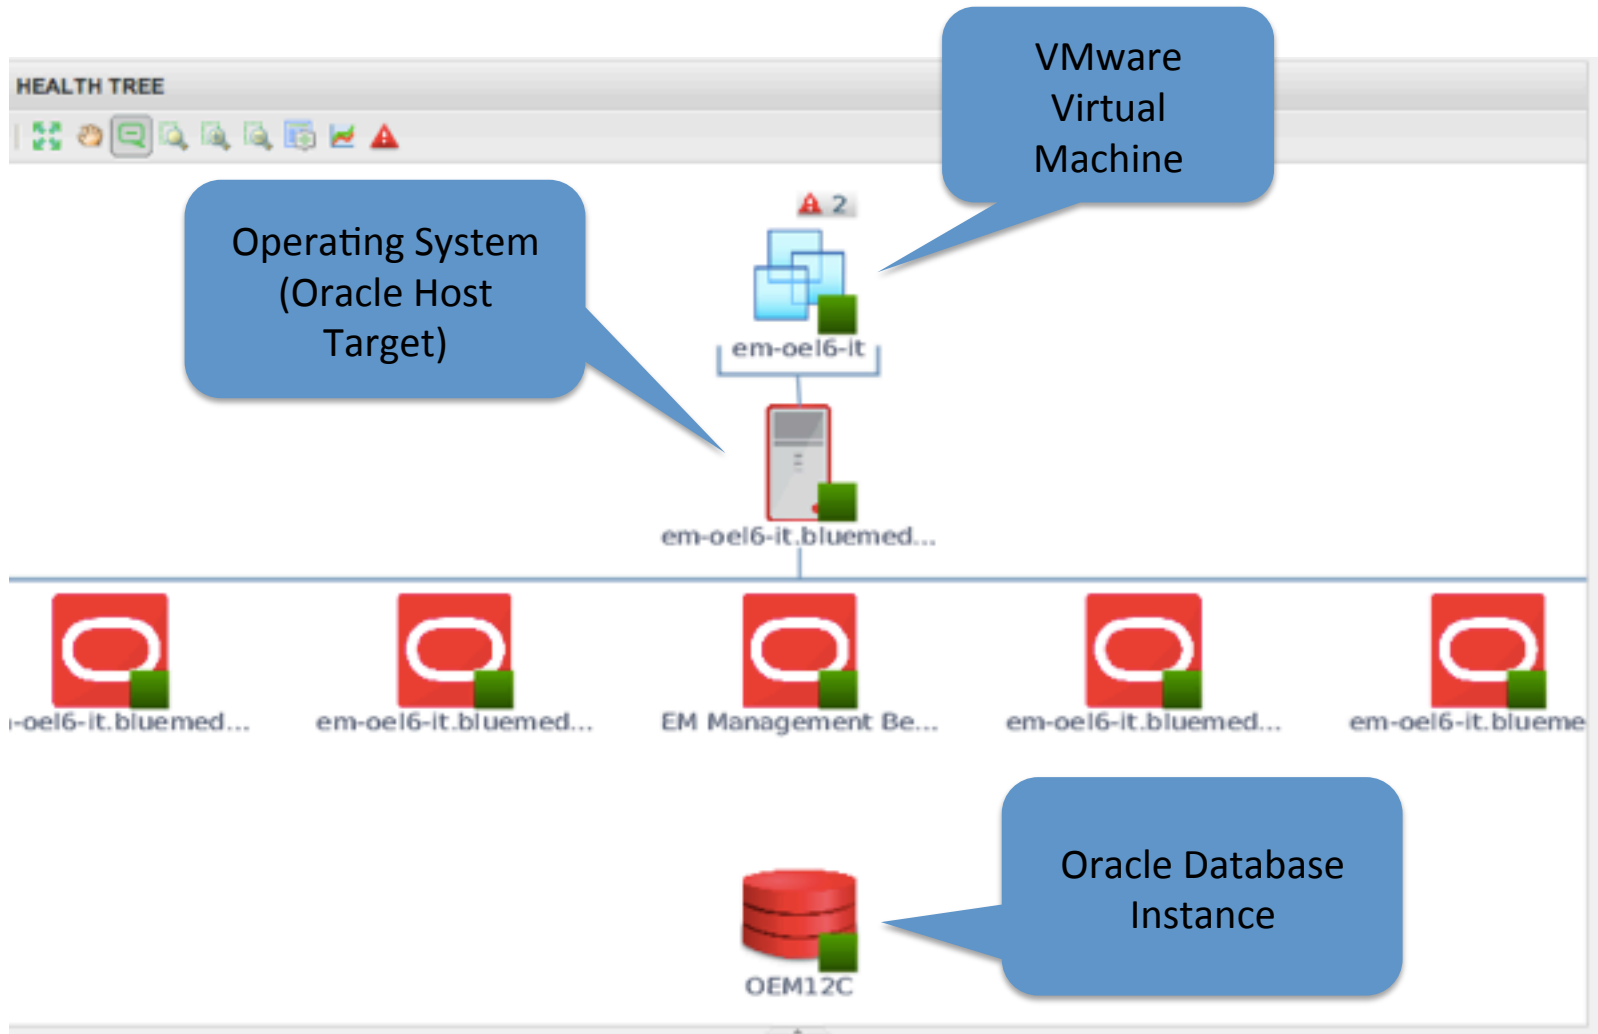 VMware
Virtual
Machine
HEALTH TREE
2
Operating System
(Oracle Host
Target)
em-oel6-it
em-oel6-it.bluemed...
-oel6-it.bluemed...
em-oel6-it.bluemed...
EM Management Be...
em-oel6-it.bluemed...
em-oel6-it.blueme
Oracle Database
Instance
OEM12C